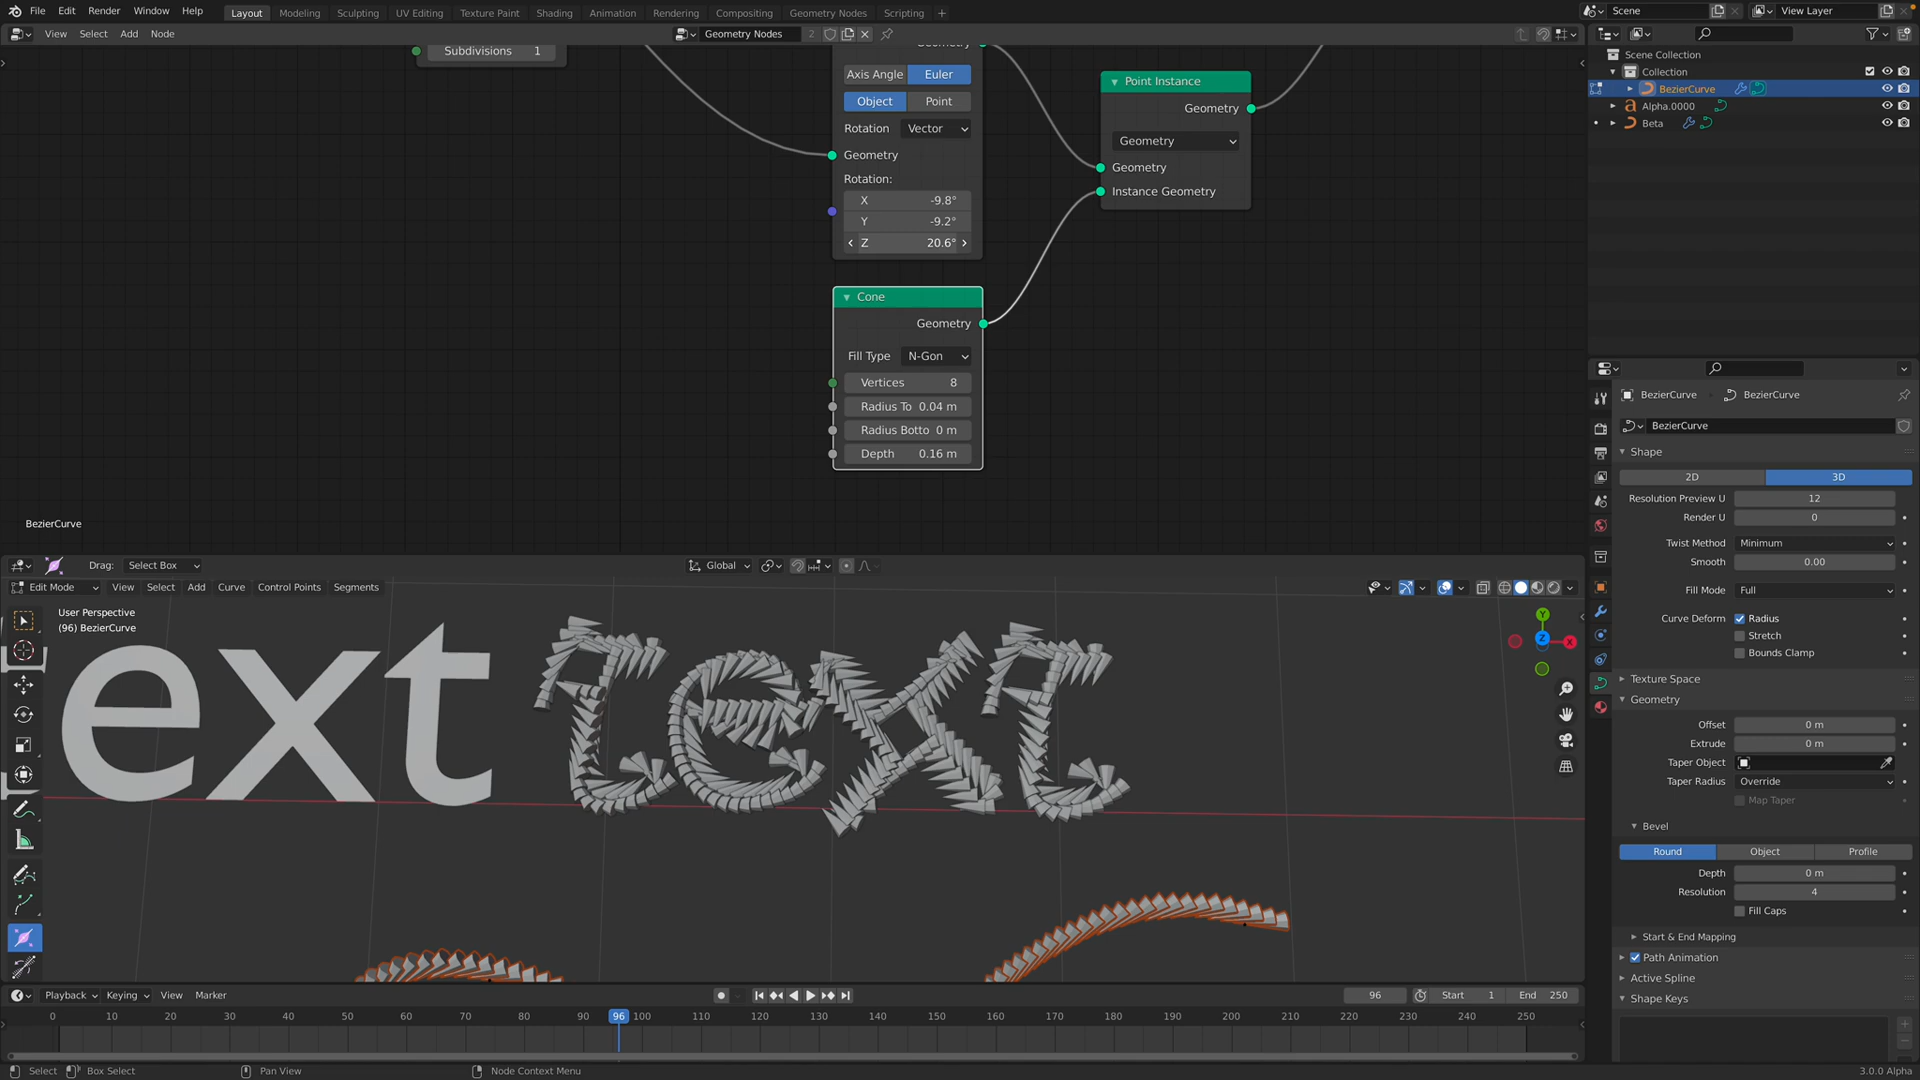 File Edit Render Window Help
Layout Modeling Sculpting UV Editing Texture Paint Shading Animation Rendering Compositing Geometry Nodes Scripting +
Scene
View Layer
View Select Add Node
Geometry Nodes 2
Scene Collection
Collection
BezierCurve
Alpha.0000
Beta
Subdivisions 1
Axis Angle Euler
Object Point
Rotation Vector
Geometry
Rotation:
X -9.8°
Y -9.2°
Z 20.6°
Point Instance
Geometry
Geometry
Geometry
Instance Geometry
Cone
Geometry
Fill Type N-Gon
Vertices 8
Radius To 0.04 m
Radius Botto 0 m
Depth 0.16 m
BezierCurve
BezierCurve BezierCurve
BezierCurve
Shape
2D 3D
Resolution Preview U 12
Render U 0
Twist Method Minimum
Smooth 0.00
Fill Mode Full
Curve Deform Radius
Stretch
Bounds Clamp
Texture Space
Geometry
Offset 0 m
Extrude 0 m
Taper Object
Taper Radius Override
Map Taper
Bevel
Round Object Profile
Depth 0 m
Resolution 4
Fill Caps
Start & End Mapping
Path Animation
Active Spline
Shape Keys
Drag: Select Box
Global
Edit Mode View Select Add Curve Control Points Segments
User Perspective
(96) BezierCurve
ext text
Y
Z
X
Playback Keying View Marker
96 Start 1 End 250
0 10 20 30 40 50 60 70 80 90 96 100 110 120 130 140 150 160 170 180 190 200 210 220 230 240 250
Select Box Select Pan View Node Context Menu
3.0.0 Alpha